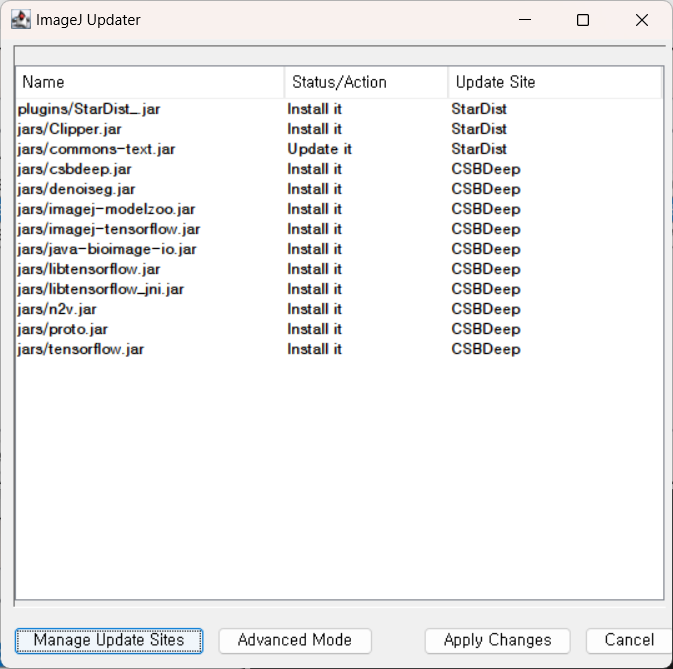 ImageJ Updater
Name Status/Action Update Site
plugins/StarDist_.jar Install it StarDist
jars/Clipper.jar Install it StarDist
jars/commons-text.jar Update it StarDist
jars/csbdeep.jar Install it CSBDeep
jars/denoiseg.jar Install it CSBDeep
jars/imagej-modelzoo.jar Install it CSBDeep
jars/imagej-tensorflow.jar Install it CSBDeep
jars/java-bioimage-io.jar Install it CSBDeep
jars/libtensorflow.jar Install it CSBDeep
jars/libtensorflow_jni.jar Install it CSBDeep
jars/n2v.jar Install it CSBDeep
jars/proto.jar Install it CSBDeep
jars/tensorflow.jar Install it CSBDeep
Manage Update Sites Advanced Mode Apply Changes Cancel